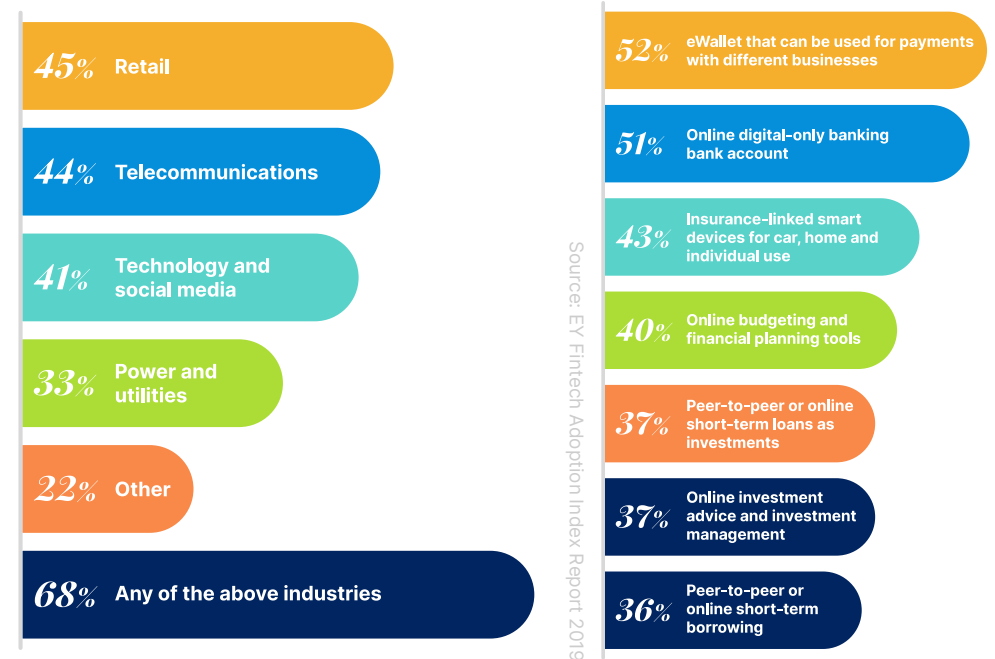 45% Retail
44% Telecommunications
41% Technology and
social media
33% Power and
utilities
22% Other
68% Any of the above industries
Source: EY Fintech Adoption Index Report 2019
52% eWallet that can be used for payments
with different businesses
51% Online digital-only banking
bank account
43% Insurance-linked smart
devices for car, home and
individual use
40% Online budgeting and
financial planning tools
37% Peer-to-peer or online
short-term loans as
investments
37% Online investment
advice and investment
management
36% Peer-to-peer or
online short-term
borrowing